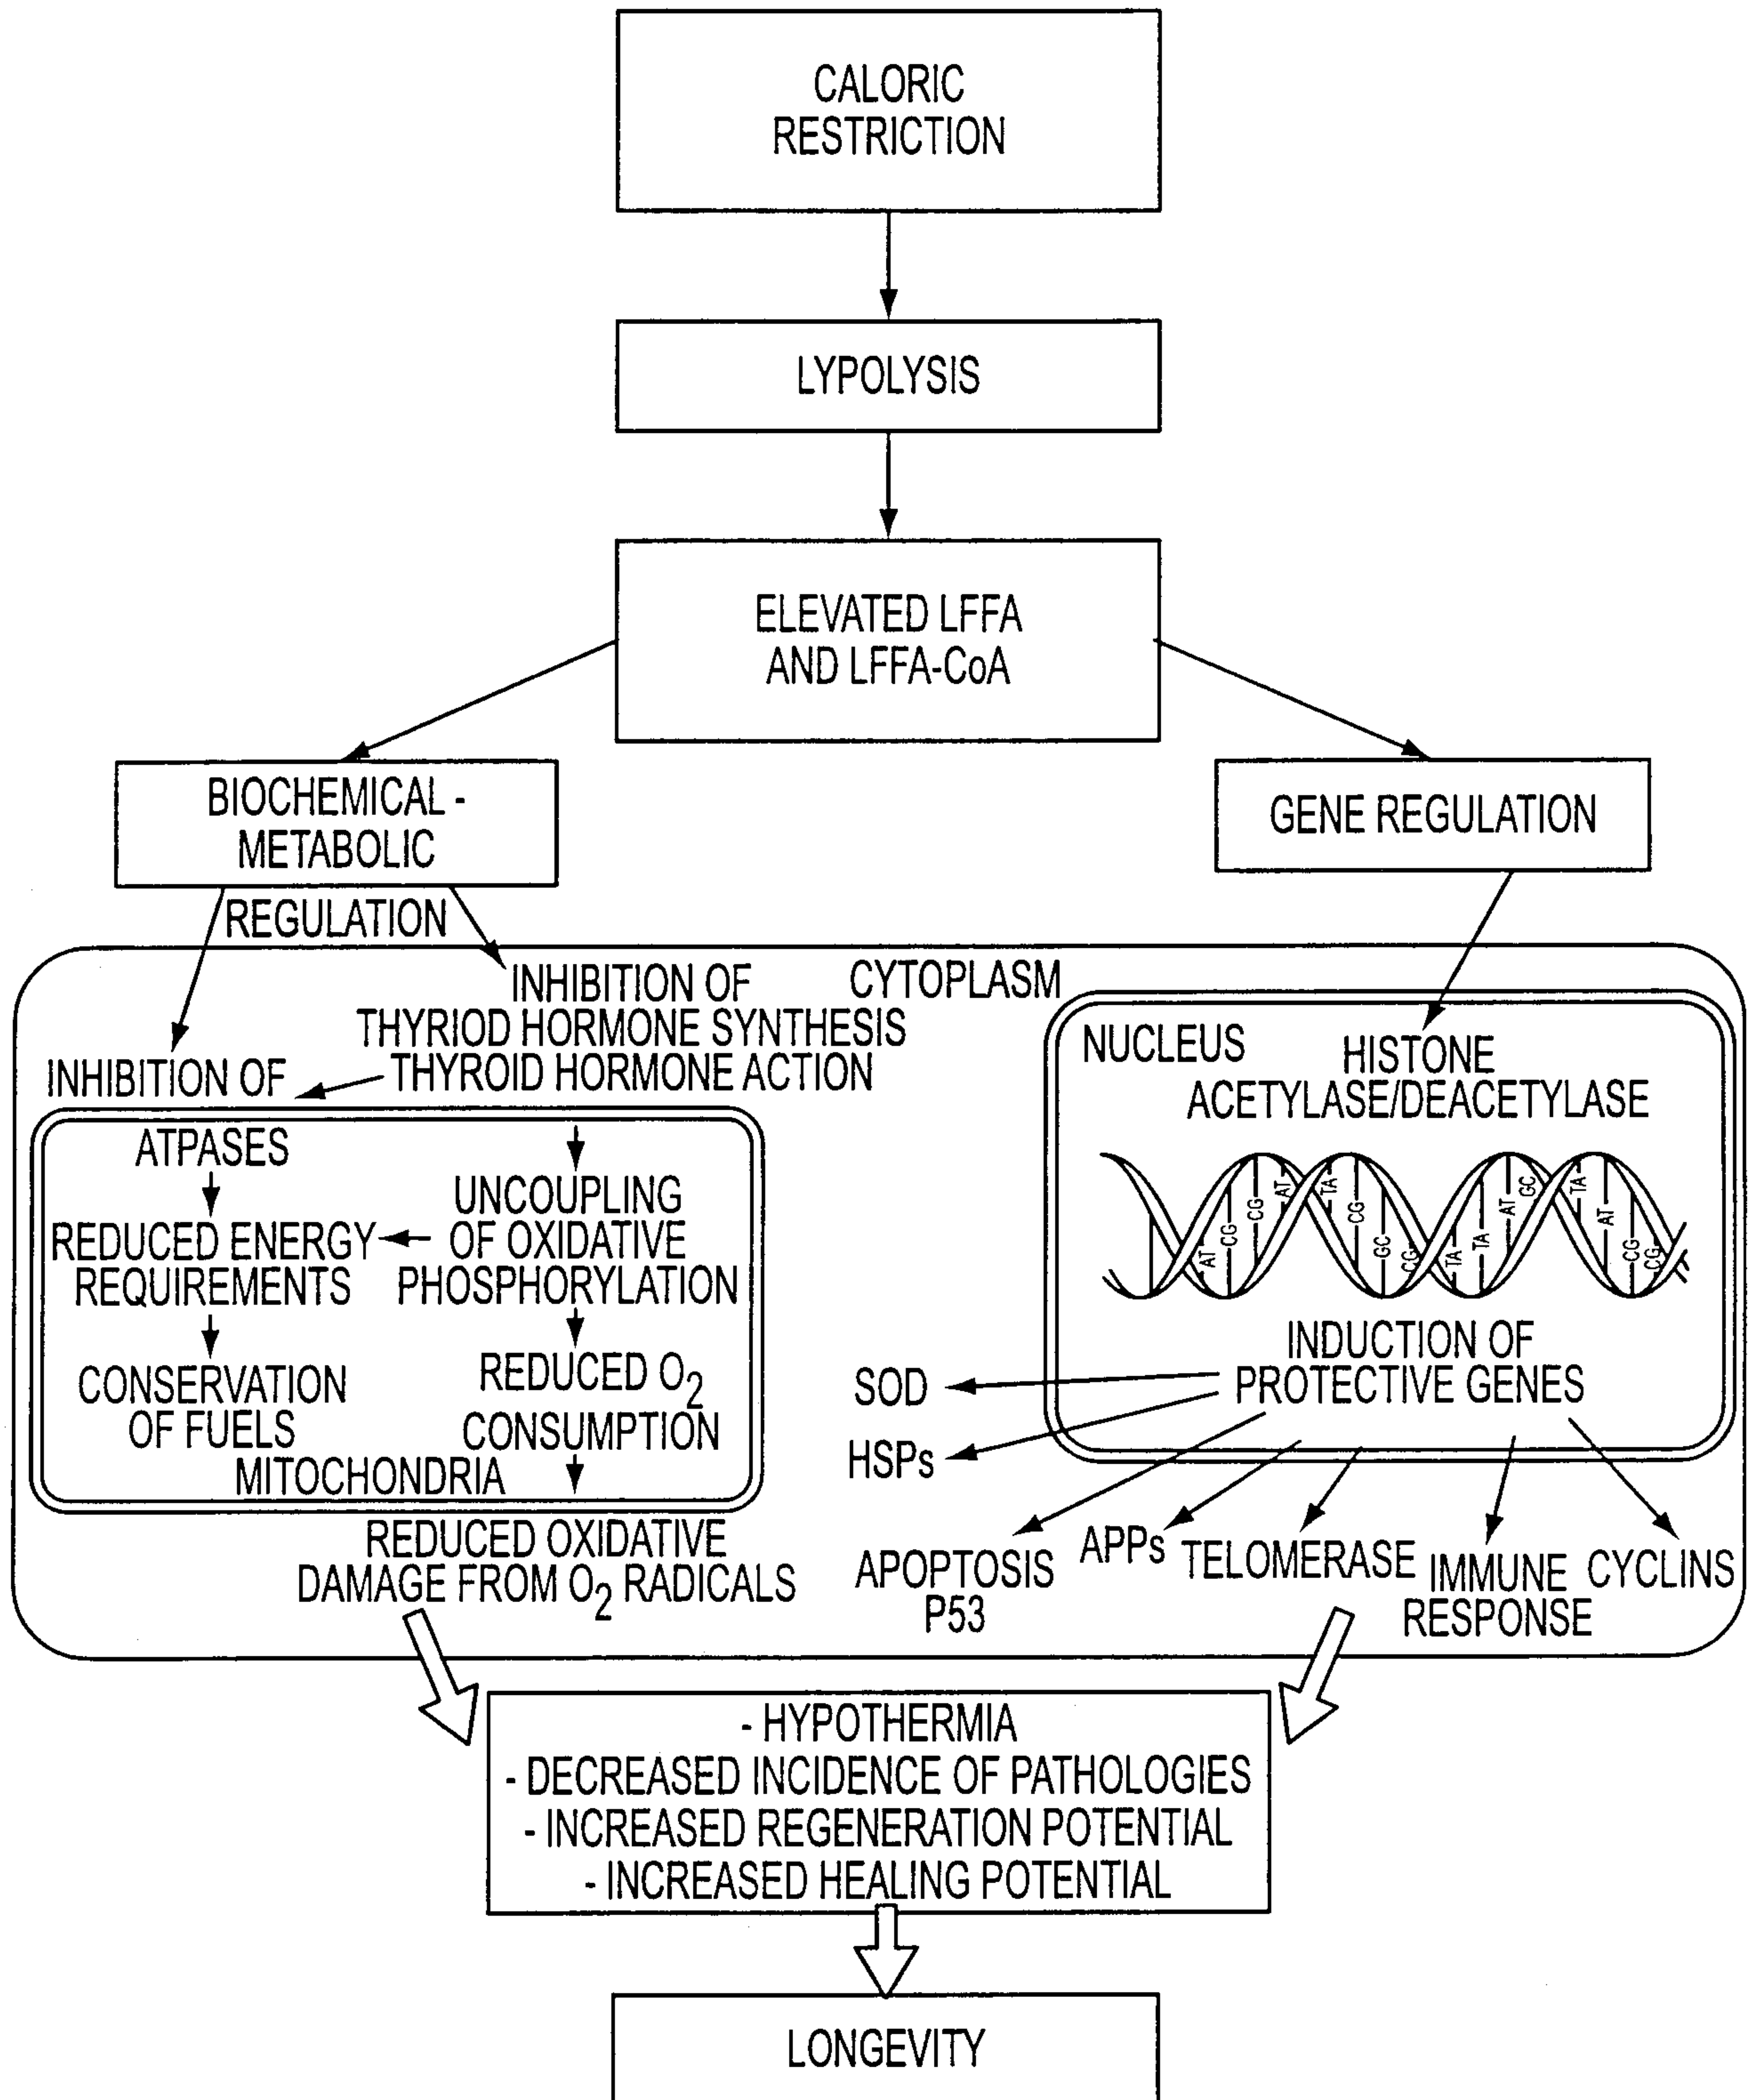 CALORIC
RESTRICTION
LYPOLYSIS
ELEVATED LFFA
AND LFFA-CoA
BIOCHEMICAL -
METABOLIC
REGULATION
GENE REGULATION
CYTOPLASM
INHIBITION OF
THYRIOD HORMONE SYNTHESIS
THYROID HORMONE ACTION
INHIBITION OF
ATPASES
REDUCED ENERGY
REQUIREMENTS
CONSERVATION
OF FUELS
UNCOUPLING
OF OXIDATIVE
PHOSPHORYLATION
REDUCED O2
CONSUMPTION
MITOCHONDRIA
REDUCED OXIDATIVE
DAMAGE FROM O2 RADICALS
NUCLEUS
HISTONE
ACETYLASE/DEACETYLASE
AT
CG
CG
AT
TA
CG
GC
CG
TA
TA
AT
GC
TA
AT
CG
CG
INDUCTION OF
PROTECTIVE GENES
SOD
HSPs
APOPTOSIS
P53
APPs
TELOMERASE
IMMUNE
RESPONSE
CYCLINS
- HYPOTHERMIA
- DECREASED INCIDENCE OF PATHOLOGIES
- INCREASED REGENERATION POTENTIAL
- INCREASED HEALING POTENTIAL
LONGEVITY